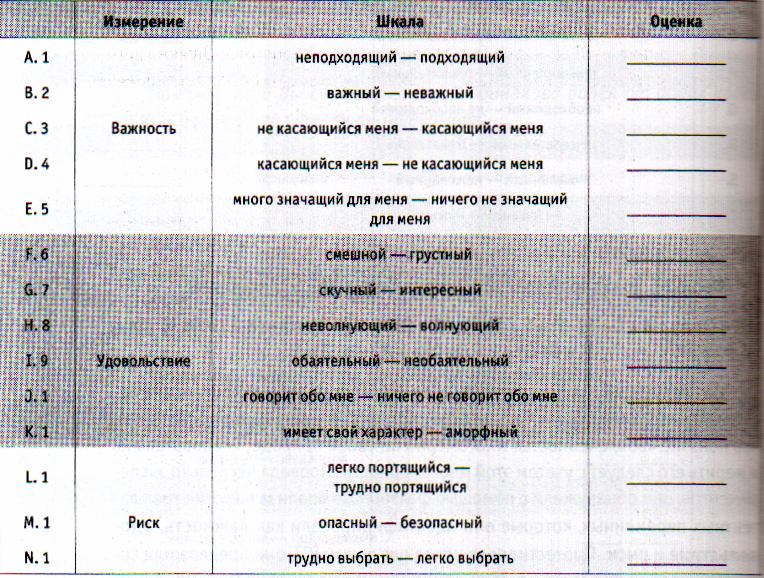 Измерение Шкала Оценка
A. 1 неподходящий — подходящий
B. 2 важный — неважный
C. 3 Важность не касающийся меня — касающийся меня
D. 4 касающийся меня — не касающийся меня
E. 5 много значащий для меня — ничего не значащий
для меня
F. 6 смешной — грустный
G. 7 скучный — интересный
H. 8 неволнующий — волнующий
I. 9 Удовольствие обаятельный — необаятельный
J. 1 говорит обо мне — ничего не говорит обо мне
K. 1 имеет свой характер — аморфный
L. 1 легко портящийся —
трудно портящийся
M. 1 Риск опасный — безопасный
N. 1 трудно выбрать — легко выбрать